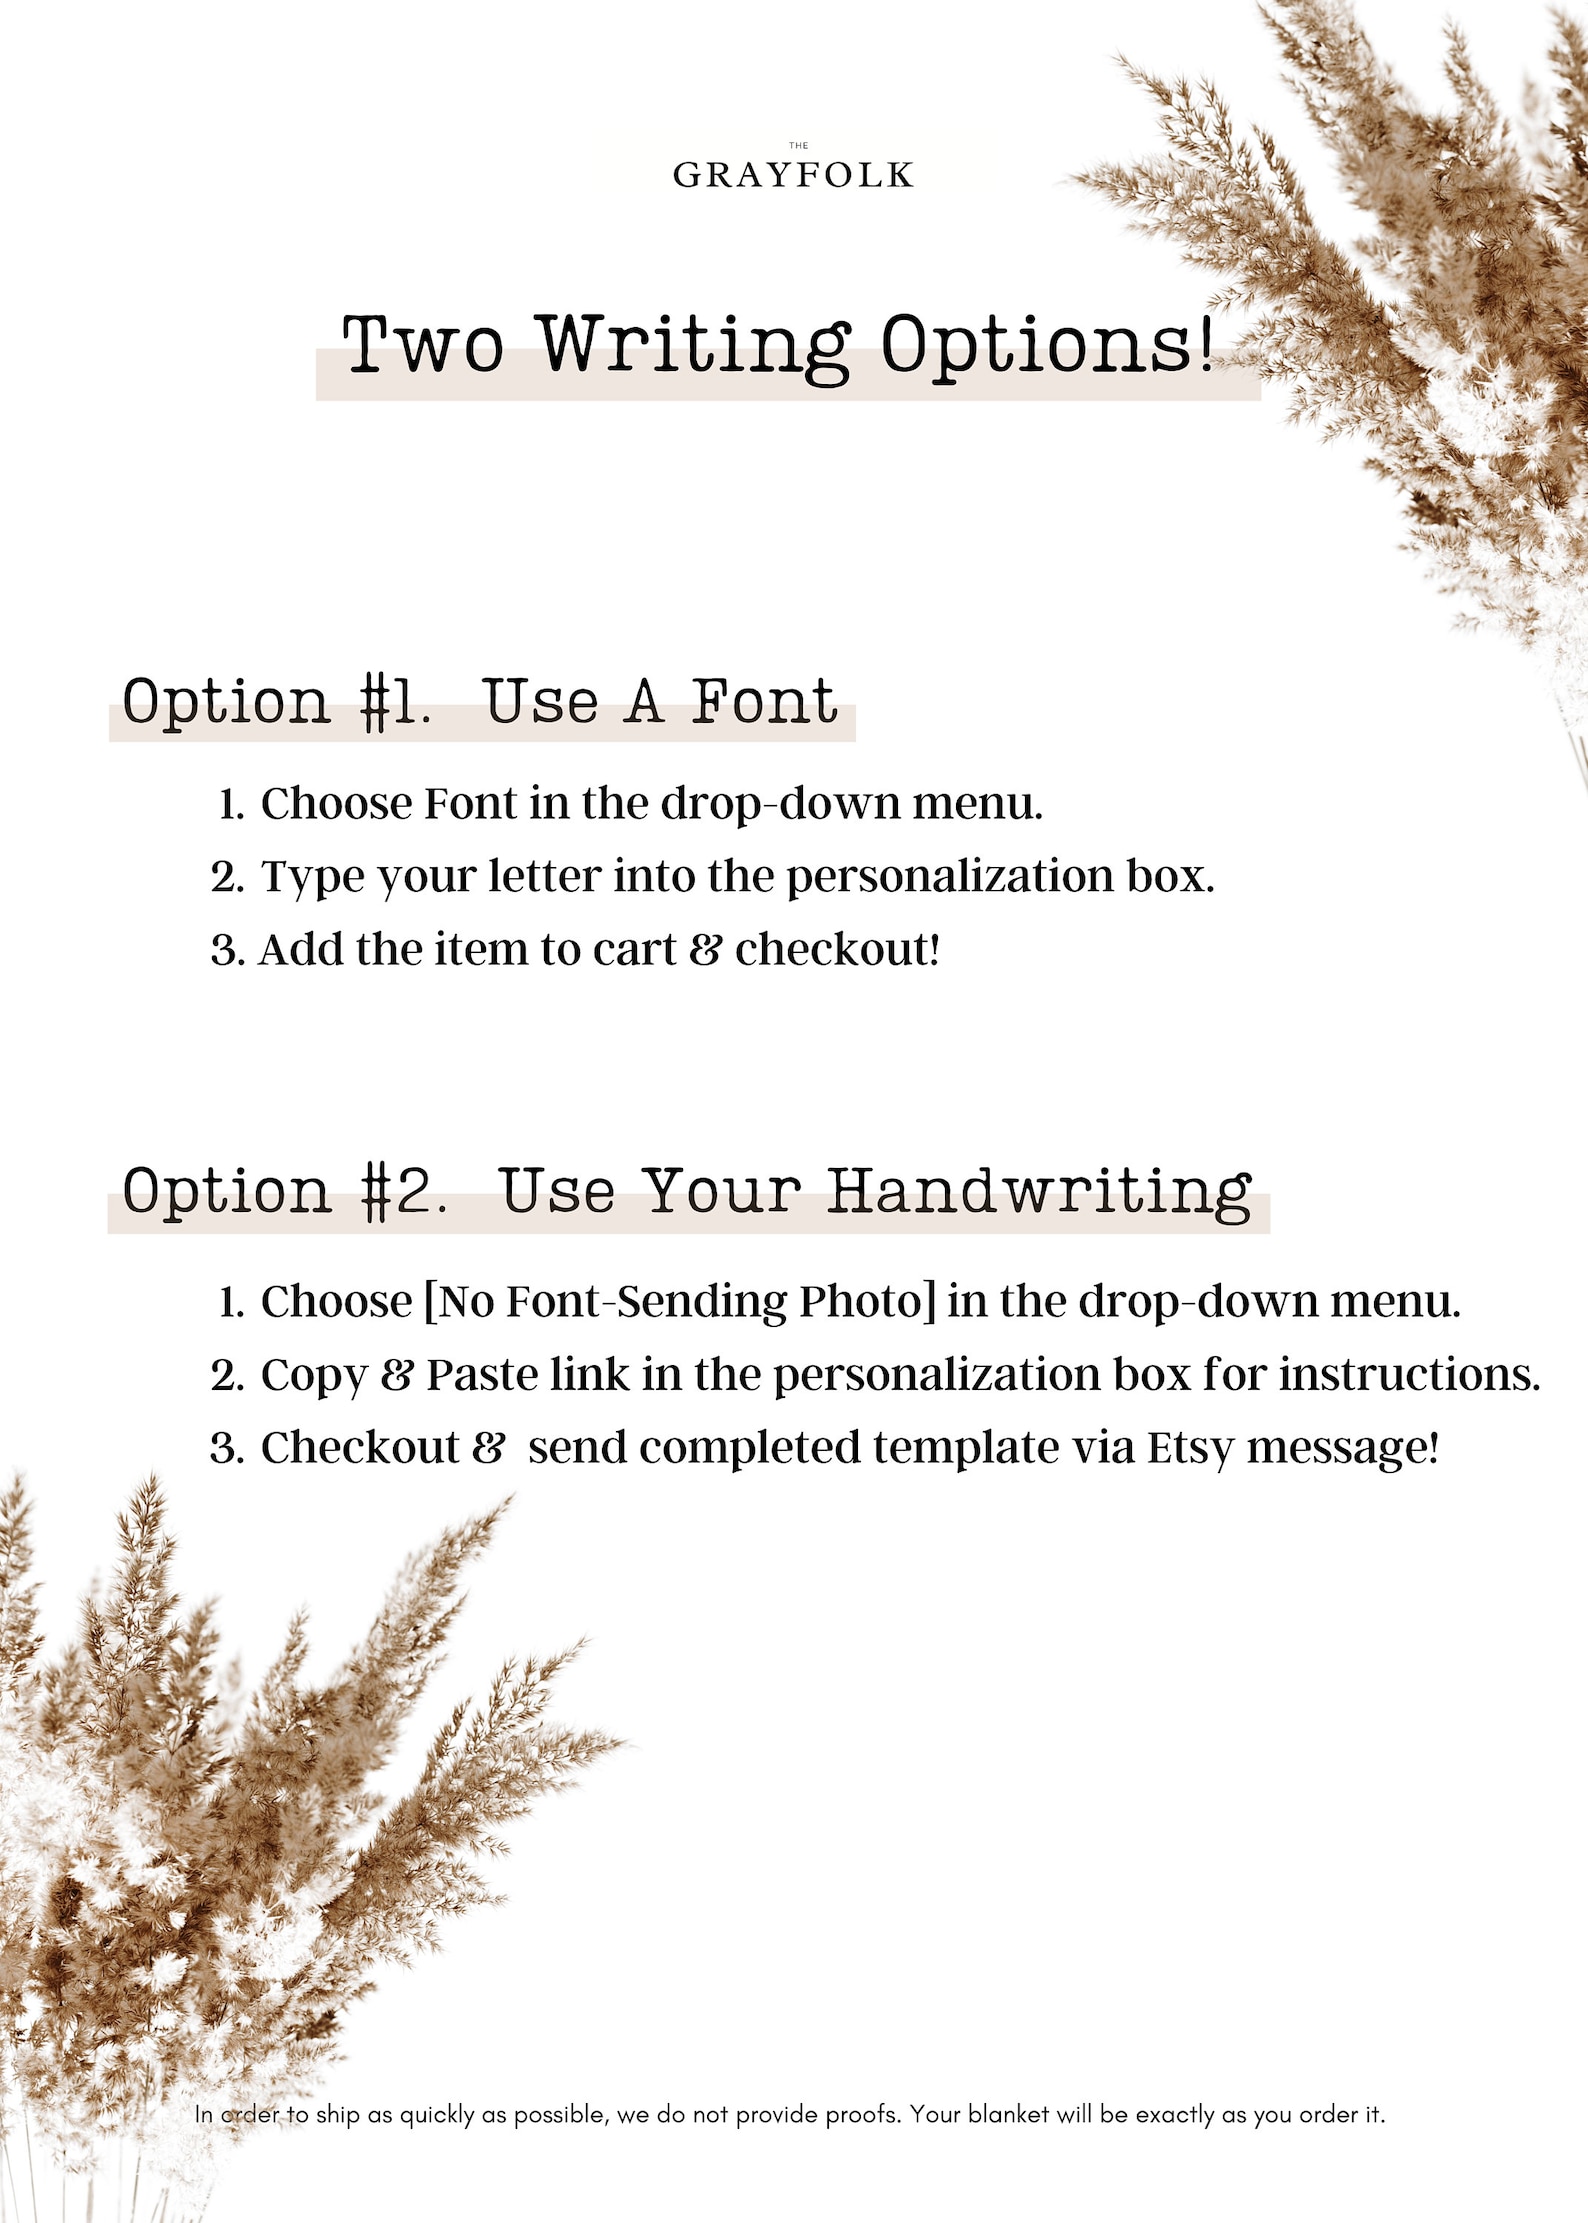 THE
GRAYFOLK
Two Writing Options!
Option #1. Use A Font
1. Choose Font in the drop-down menu.
2. Type your letter into the personalization box.
3. Add the item to cart & checkout!
Option #2. Use Your Handwriting
1. Choose [No Font-Sending Photo] in the drop-down menu.
2. Copy & Paste link in the personalization box for instructions.
3. Checkout & send completed template via Etsy message!
In order to ship as quickly as possible, we do not provide proofs. Your blanket will be exactly as you order it.